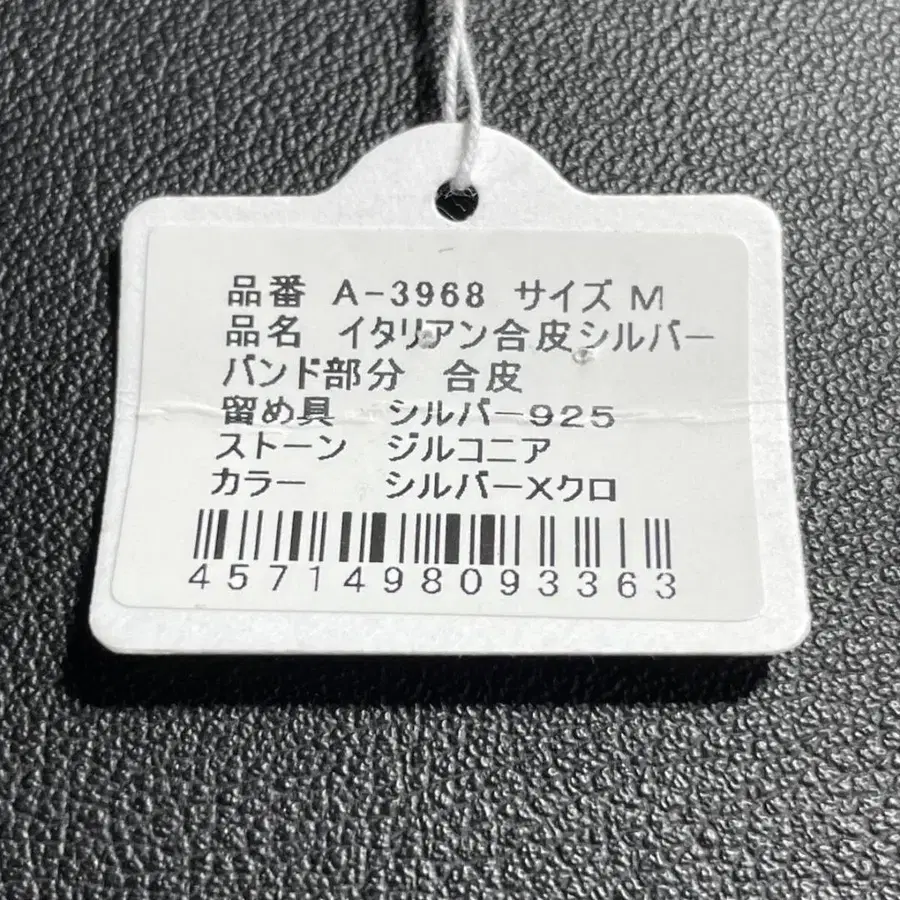 品番 A-3968 サイズ M
品名 イタリアン合皮シルバー
バンド部分 合皮
留め具 シルバー925
ストーン ジルコニア
カラー シルバーXクロ
4571498093363